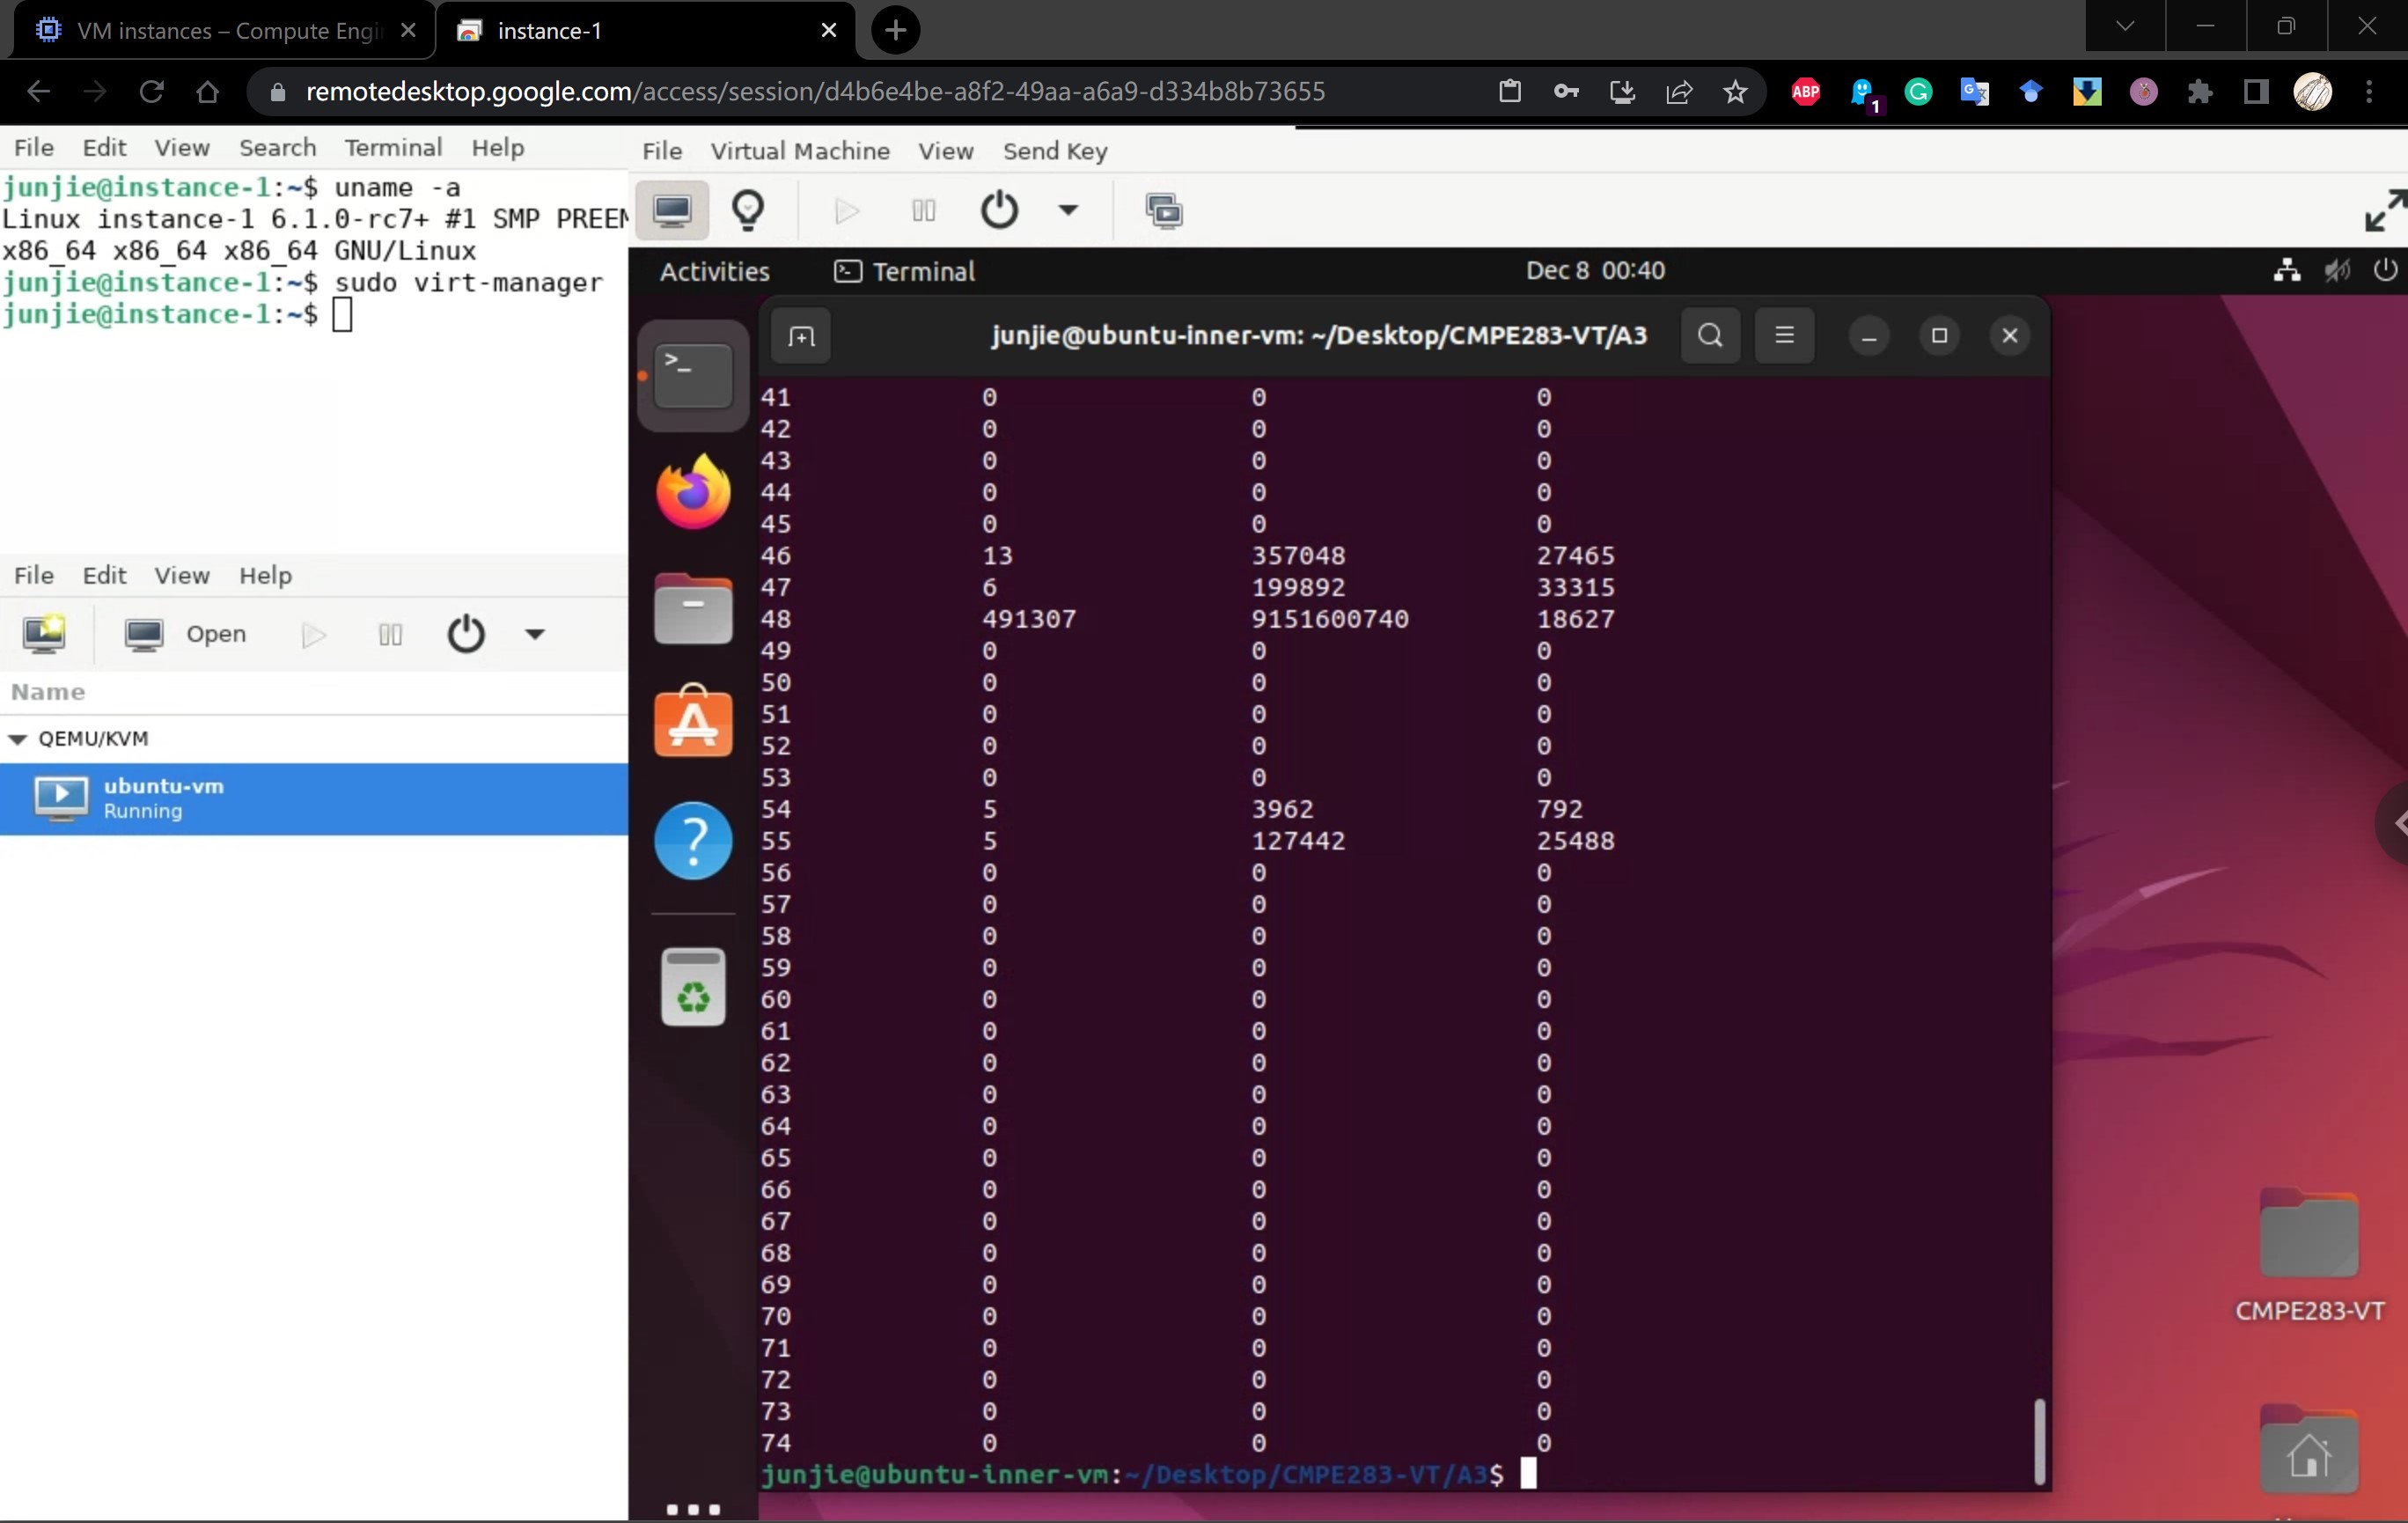 VM instances – Compute Engi
instance-1
remotedesktop.google.com/access/session/d4b6e4be-a8f2-49aa-a6a9-d334b8b73655
ABP
1
File Edit View Search Terminal Help
junjie@instance-1:~$ uname -a
Linux instance-1 6.1.0-rc7+ #1 SMP PREEM
x86_64 x86_64 x86_64 GNU/Linux
junjie@instance-1:~$ sudo virt-manager
junjie@instance-1:~$
File Edit View Help
Open
Name
QEMU/KVM
ubuntu-vm
Running
File Virtual Machine View Send Key
Activities Terminal Dec 8 00:40
junjie@ubuntu-inner-vm: ~/Desktop/CMPE283-VT/A3
41 0 0 0
42 0 0 0
43 0 0 0
44 0 0 0
45 0 0 0
46 13 357048 27465
47 6 199892 33315
48 491307 9151600740 18627
49 0 0 0
50 0 0 0
51 0 0 0
52 0 0 0
53 0 0 0
54 5 3962 792
55 5 127442 25488
56 0 0 0
57 0 0 0
58 0 0 0
59 0 0 0
60 0 0 0
61 0 0 0
62 0 0 0
63 0 0 0
64 0 0 0
65 0 0 0
66 0 0 0
67 0 0 0
68 0 0 0
69 0 0 0
70 0 0 0
71 0 0 0
72 0 0 0
73 0 0 0
74 0 0 0
junjie@ubuntu-inner-vm:~/Desktop/CMPE283-VT/A3$
CMPE283-VT